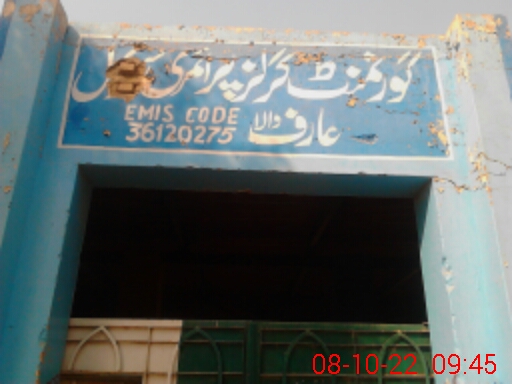 گورنمنٹ گرلز پرائمری سکول
عارف والا
EMIS CODE
36120275
08-10-22 09:45